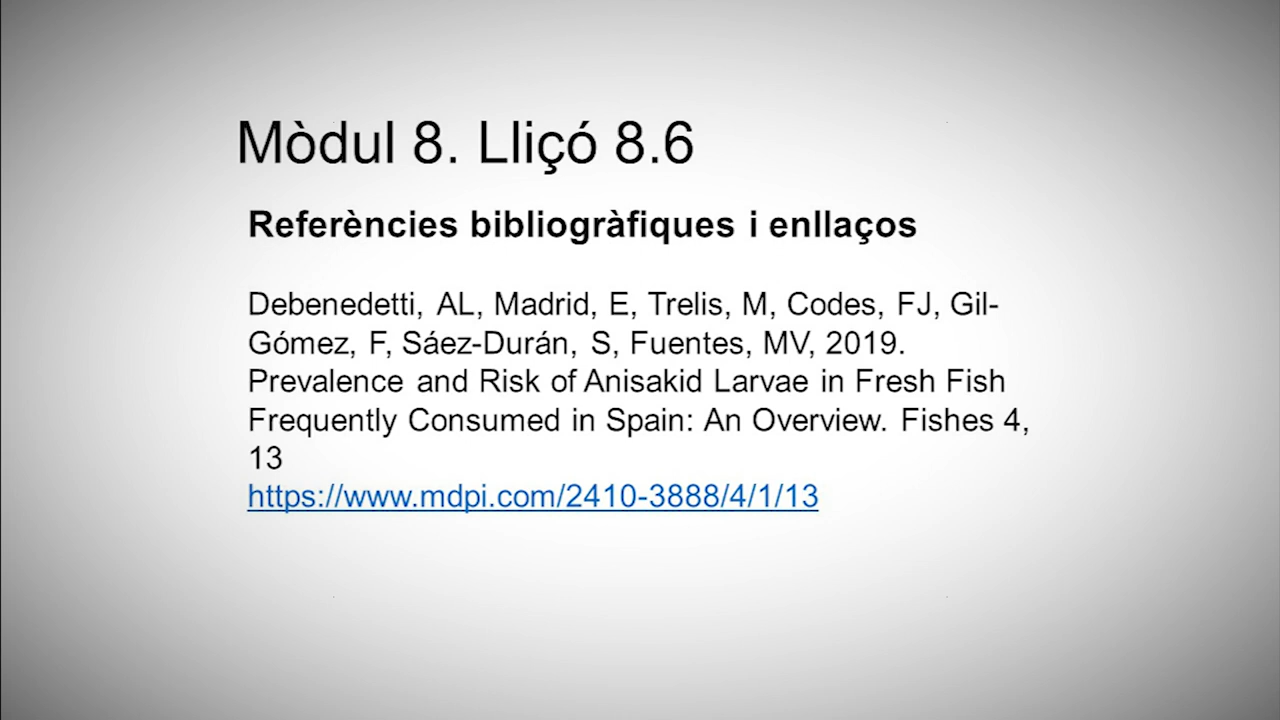 Mòdul 8. Lliçó 8.6
Referències bibliogràfiques i enllaços
Debenedetti, AL, Madrid, E, Trelis, M, Codes, FJ, Gil-
Gómez, F, Sáez-Durán, S, Fuentes, MV, 2019.
Prevalence and Risk of Anisakid Larvae in Fresh Fish
Frequently Consumed in Spain: An Overview. Fishes 4,
13
https://www.mdpi.com/2410-3888/4/1/13